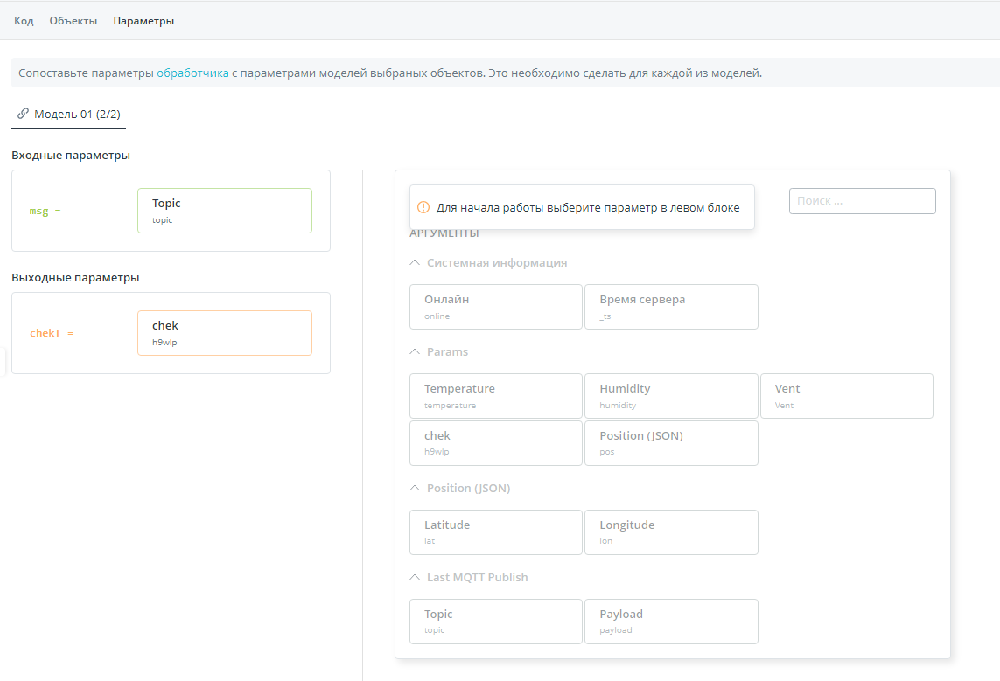 Код Объекты Параметры
Сопоставьте параметры обработчика с параметрами моделей выбраных объектов. Это необходимо сделать для каждой из моделей.
Модель 01 (2/2)
Входные параметры
msg =
Topic
topic
Выходные параметры
chekT =
chek
h9wlp
Для начала работы выберите параметр в левом блоке
Поиск ...
АРГУМЕНТЫ
Системная информация
Онлайн
online
Время сервера
_ts
Params
Temperature
temperature
Humidity
humidity
Vent
Vent
chek
h9wlp
Position (JSON)
pos
Position (JSON)
Latitude
lat
Longitude
lon
Last MQTT Publish
Topic
topic
Payload
payload